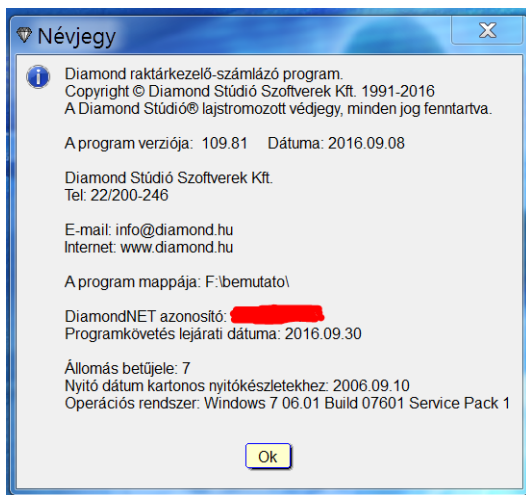 Névjegy
Diamond raktárkezelő-számlázó program.
Copyright © Diamond Stúdió Szoftverek Kft. 1991-2016
A Diamond Stúdió® lajstromozott védjegy, minden jog fenntartva.
A program verziója: 109.81 Dátuma: 2016.09.08
Diamond Stúdió Szoftverek Kft.
Tel: 22/200-246
E-mail: info@diamond.hu
Internet: www.diamond.hu
A program mappája: F:\bemutato\
DiamondNET azonosító:
Programkövetés lejárati dátuma: 2016.09.30
Állomás betűjele: 7
Nyitó dátum kartonos nyitókészletekhez: 2006.09.10
Operációs rendszer: Windows 7 06.01 Build 07601 Service Pack 1
Ok